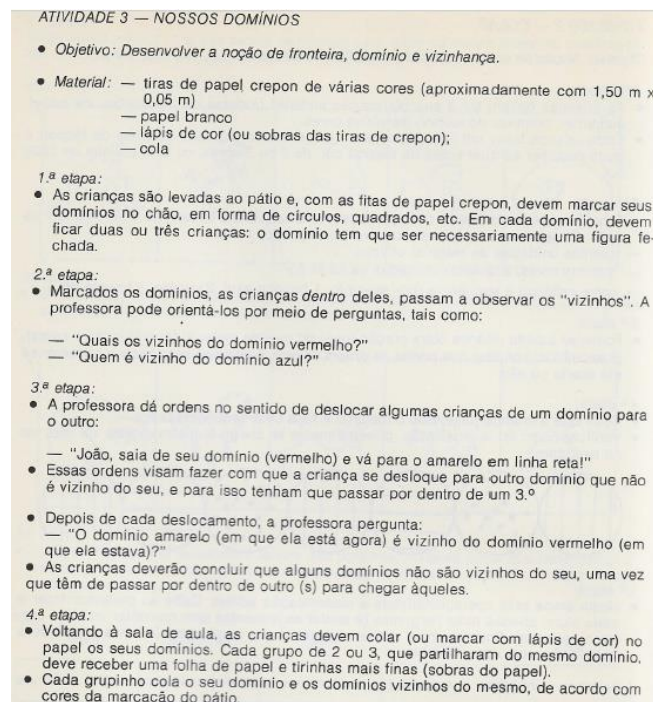 ATIVIDADE 3 — NOSSOS DOMÍNIOS
● Objetivo: Desenvolver a noção de fronteira, domínio e vizinhança.
● Material: — tiras de papel crepon de várias cores (aproximadamente com 1,50 m x
0,05 m)
— papel branco
— lápis de cor (ou sobras das tiras de crepon);
— cola
1.ª etapa:
● As crianças são levadas ao pátio e, com as fitas de papel crepon, devem marcar seus
domínios no chão, em forma de círculos, quadrados, etc. Em cada domínio, devem
ficar duas ou três crianças: o domínio tem que ser necessariamente uma figura fe-
chada.
2.ª etapa:
● Marcados os domínios, as crianças dentro deles, passam a observar os "vizinhos". A
professora pode orientá-los por meio de perguntas, tais como:
— "Quais os vizinhos do domínio vermelho?"
— "Quem é vizinho do domínio azul?"
3.ª etapa:
● A professora dá ordens no sentido de deslocar algumas crianças de um domínio para
o outro:
— "João, saia de seu domínio (vermelho) e vá para o amarelo em linha reta!"
● Essas ordens visam fazer com que a criança se desloque para outro domínio que não
é vizinho do seu, e para isso tenham que passar por dentro de um 3.º
● Depois de cada deslocamento, a professora pergunta:
— "O domínio amarelo (em que ela está agora) é vizinho do domínio vermelho (em
que ela estava)?"
● As crianças deverão concluir que alguns domínios não são vizinhos do seu, uma vez
que têm de passar por dentro de outro (s) para chegar àqueles.
4.ª etapa:
● Voltando à sala de aula, as crianças devem colar (ou marcar com lápis de cor) no
papel os seus domínios. Cada grupo de 2 ou 3, que partilharam do mesmo domínio,
deve receber uma folha de papel e tirinhas mais finas (sobras do papel).
● Cada grupinho cola o seu domínio e os domínios vizinhos do mesmo, de acordo com
cores da marcação do pátio.